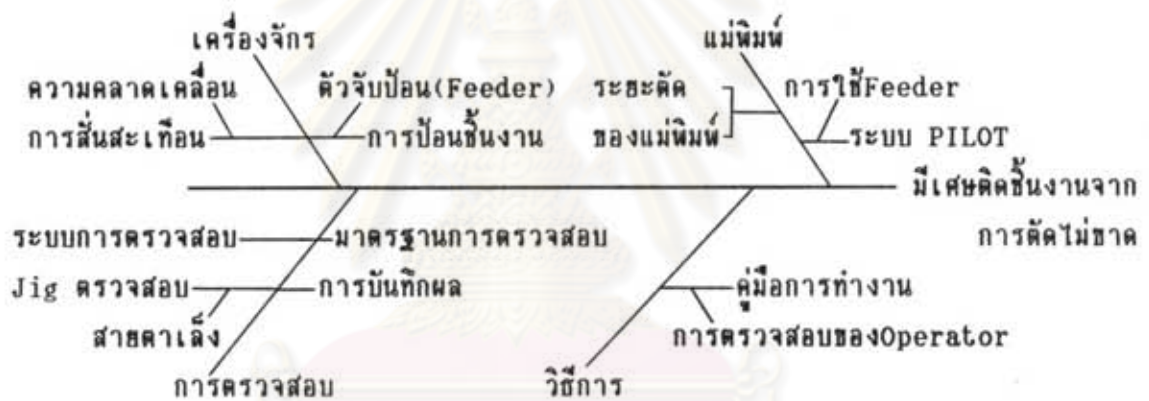 เครื่องจักร
แม่พิมพ์
ความคลาดเคลื่อน
ตัวจับป้อน(Feeder)
ระยะตัด
การใช้Feeder
การสั่นสะเทือน
การป้อนชิ้นงาน
ของแม่พิมพ์
ระบบ PILOT
มีเศษติดชิ้นงานจาก
การตัดไม่ขาด
ระบบการตรวจสอบ
มาตรฐานการตรวจสอบ
Jig ตรวจสอบ
การบันทึกผล
คู่มือการทำงาน
สายตาเล็ง
การตรวจสอบของOperator
การตรวจสอบ
วิธีการ